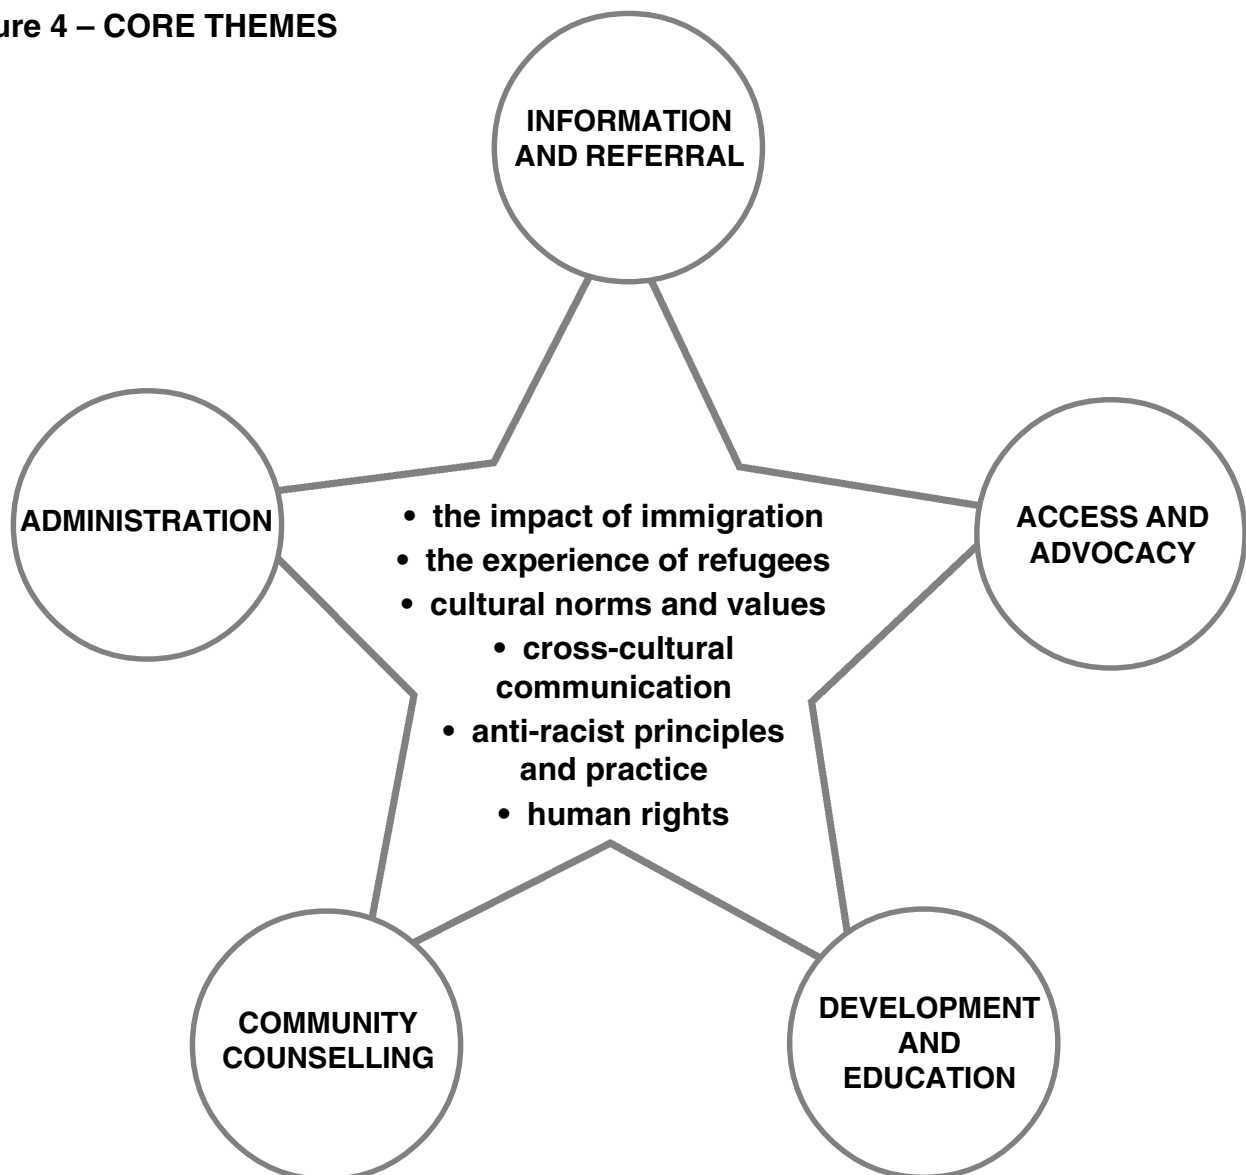 ure 4 – CORE THEMES
INFORMATION
AND REFERRAL
ADMINISTRATION
ACCESS AND
ADVOCACY
• the impact of immigration
• the experience of refugees
• cultural norms and values
• cross-cultural
communication
• anti-racist principles
and practice
• human rights
COMMUNITY
COUNSELLING
DEVELOPMENT
AND
EDUCATION